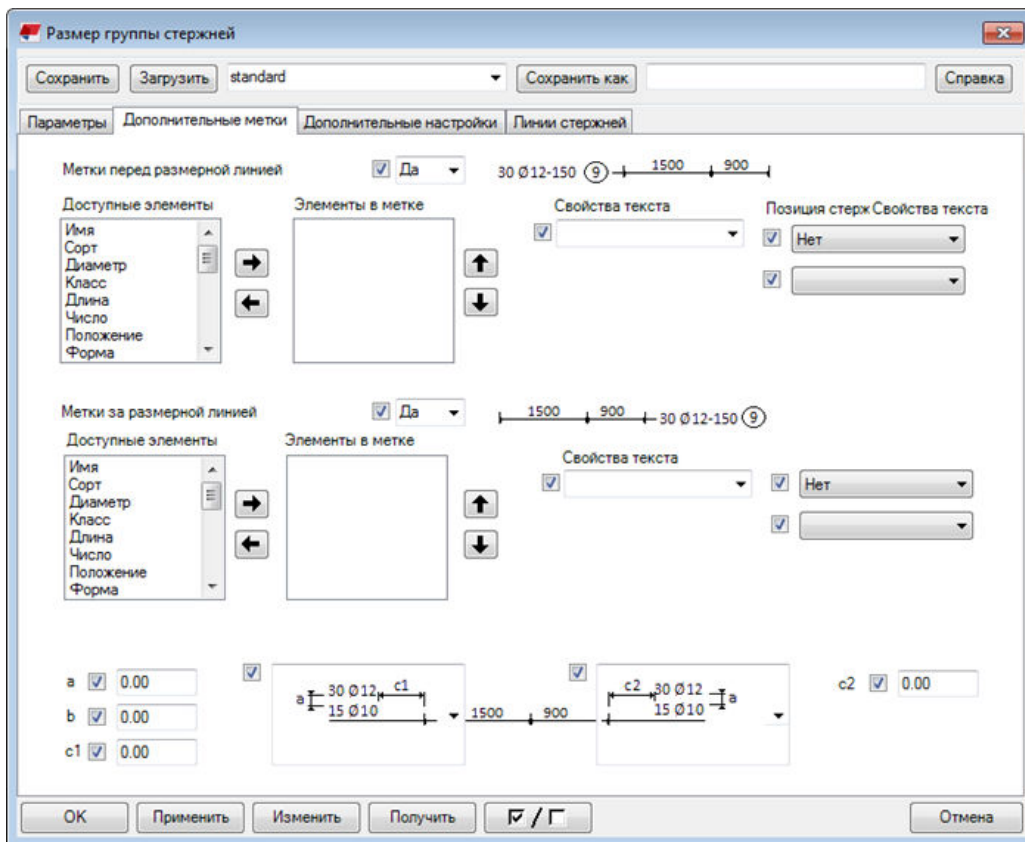 Размер группы стержней
Сохранить Загрузить standard Сохранить как Справка
Параметры Дополнительные метки Дополнительные настройки Линии стержней
Метки перед размерной линией Да 30 Ø12-150 9 1500 900
Доступные элементы Элементы в метке Свойства текста Позиция стерж Свойства текста
Имя
Сорт
Диаметр
Класс
Длина
Число
Положение
Форма
Нет
Метки за размерной линией Да 1500 900 30 Ø12-150 9
Доступные элементы Элементы в метке
Свойства текста
Имя
Сорт
Диаметр
Класс
Длина
Число
Положение
Форма
Нет
a 0.00
b 0.00
c1 0.00
a 30 Ø12 c1
15 Ø10 1500 900
c2 30 Ø12 a
15 Ø10
c2 0.00
OK Применить Изменить Получить / Отмена